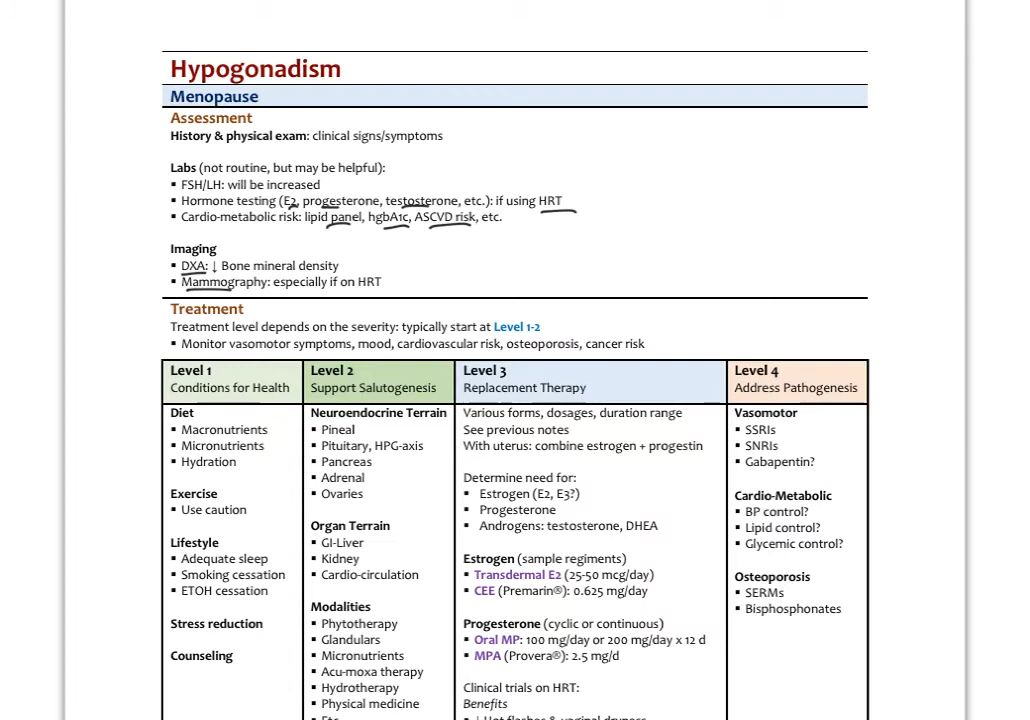 Hypogonadism
Menopause
Assessment
History & physical exam: clinical signs/symptoms
Labs (not routine, but may be helpful):
▪ FSH/LH: will be increased
▪ Hormone testing (E2, progesterone, testosterone, etc.): if using HRT
▪ Cardio-metabolic risk: lipid panel, hgbA1c, ASCVD risk, etc.
Imaging
▪ DXA: ↓ Bone mineral density
▪ Mammography: especially if on HRT
Treatment
Treatment level depends on the severity: typically start at Level 1-2
▪ Monitor vasomotor symptoms, mood, cardiovascular risk, osteoporosis, cancer risk
Level 1
Conditions for Health
Diet
▪ Macronutrients
▪ Micronutrients
▪ Hydration
Exercise
▪ Use caution
Lifestyle
▪ Adequate sleep
▪ Smoking cessation
▪ ETOH cessation
Stress reduction
Counseling
Level 2
Support Salutogenesis
Neuroendocrine Terrain
▪ Pineal
▪ Pituitary, HPG-axis
▪ Pancreas
▪ Adrenal
▪ Ovaries
Organ Terrain
▪ GI-Liver
▪ Kidney
▪ Cardio-circulation
Modalities
▪ Phytotherapy
▪ Glandulars
▪ Micronutrients
▪ Acu-moxa therapy
▪ Hydrotherapy
▪ Physical medicine
▪ Etc
Level 3
Replacement Therapy
Various forms, dosages, duration range
See previous notes
With uterus: combine estrogen + progestin
Determine need for:
▪ Estrogen (E2, E3?)
▪ Progesterone
▪ Androgens: testosterone, DHEA
Estrogen (sample regiments)
▪ Transdermal E2 (25-50 mcg/day)
▪ CEE (Premarin®): 0.625 mg/day
Progesterone (cyclic or continuous)
▪ Oral MP: 100 mg/day or 200 mg/day x 12 d
▪ MPA (Provera®): 2.5 mg/d
Clinical trials on HRT:
Benefits
▪ ↓ Hot flashes & vaginal dryness
Level 4
Address Pathogenesis
Vasomotor
▪ SSRIs
▪ SNRIs
▪ Gabapentin?
Cardio-Metabolic
▪ BP control?
▪ Lipid control?
▪ Glycemic control?
Osteoporosis
▪ SERMs
▪ Bisphosphonates